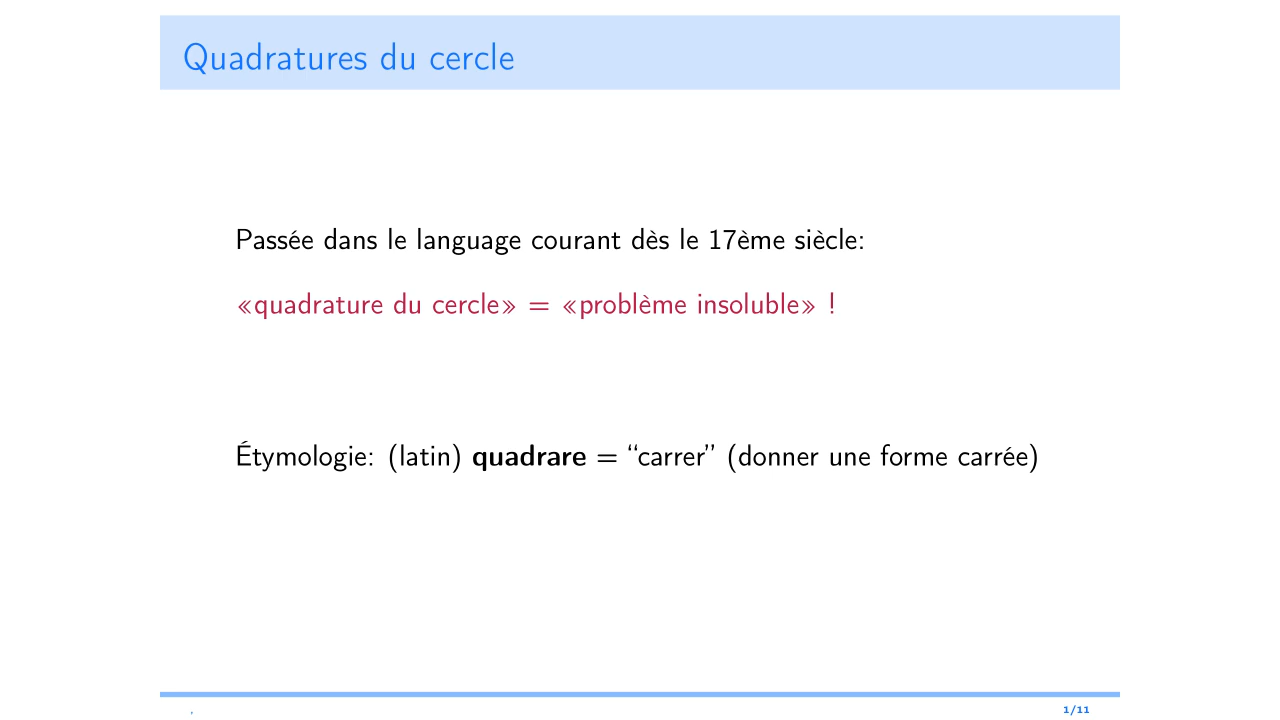 Quadratures du cercle
Passée dans le language courant dès le 17ème siècle:
«quadrature du cercle» = «problème insoluble» !
Étymologie: (latin) quadrare = “carrer” (donner une forme carrée)
, 1/11